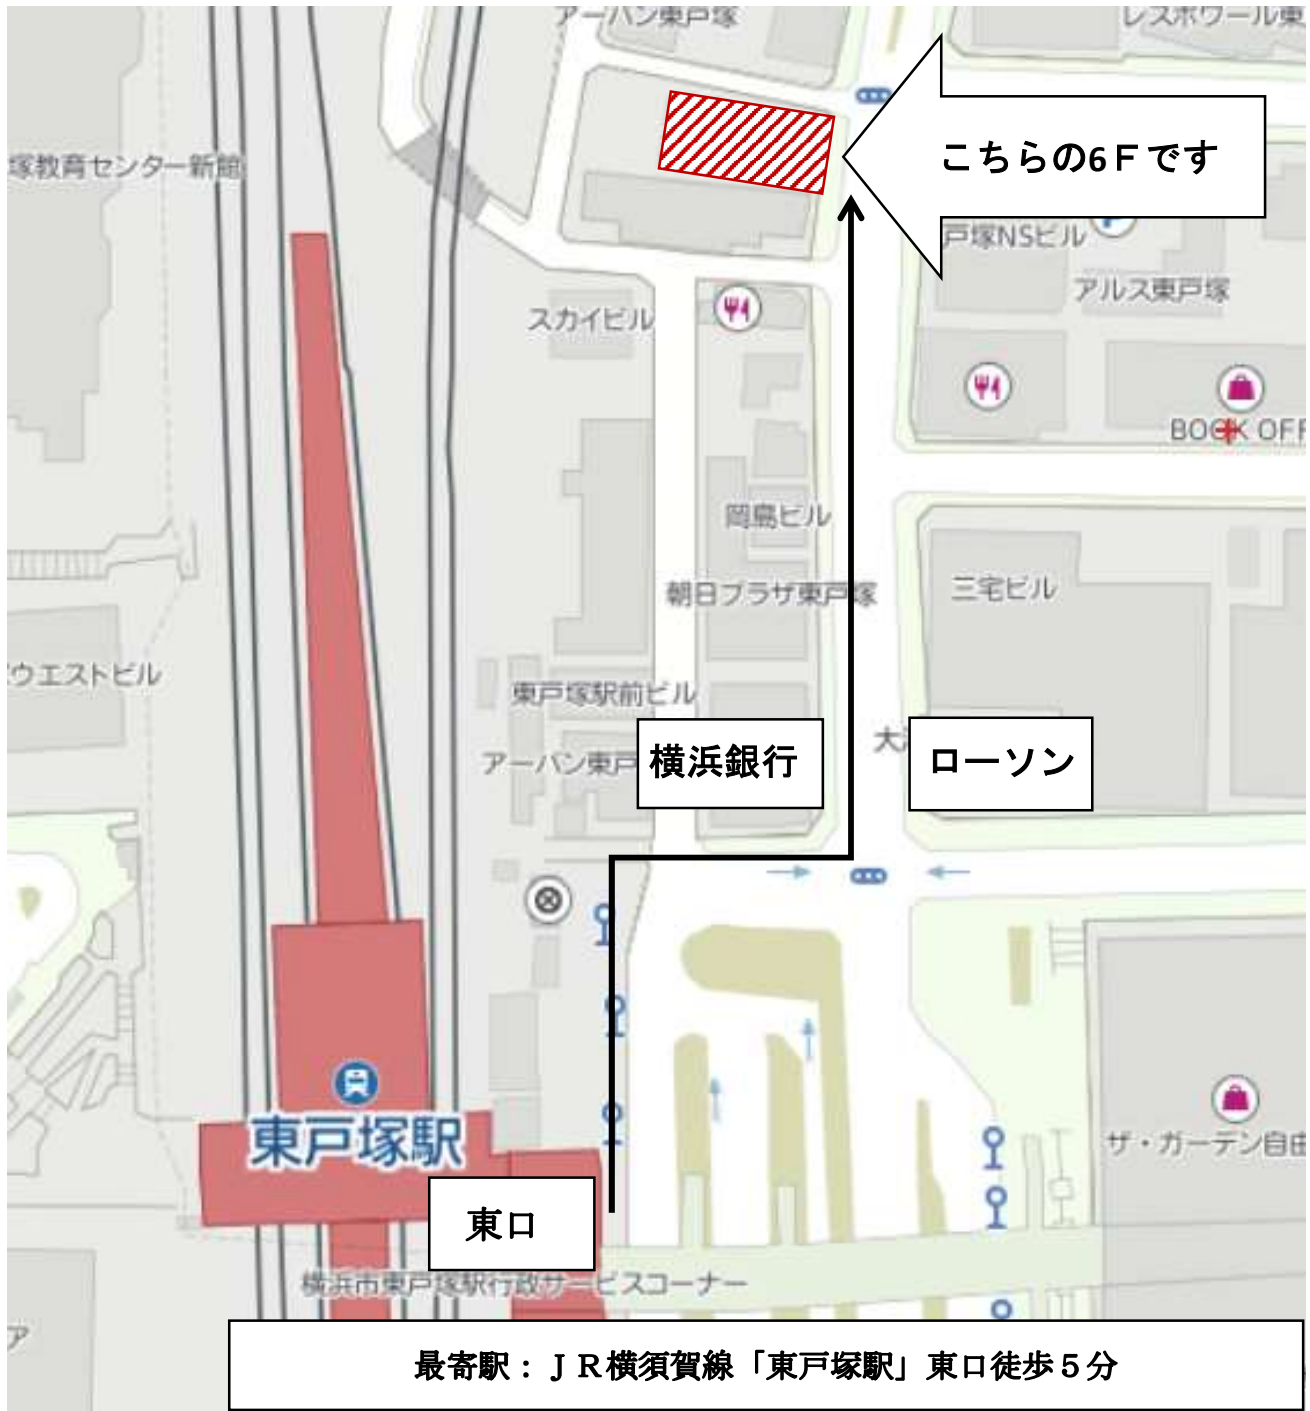 アーバン東戸塚
レスポワール東
こちらの6Fです
塚教育センター新館
戸塚NSビル
アルス東戸塚
スカイビル
BOOK OFF
岡島ビル
朝日プラザ東戸塚
三宅ビル
ウエストビル
東戸塚駅前ビル
アーバン東戸
横浜銀行
大
ローソン
東戸塚駅
ザ・ガーデン自由
東口
横浜市東戸塚駅行政サービスコーナー
ア
最寄駅：ＪＲ横須賀線「東戸塚駅」東口徒歩５分